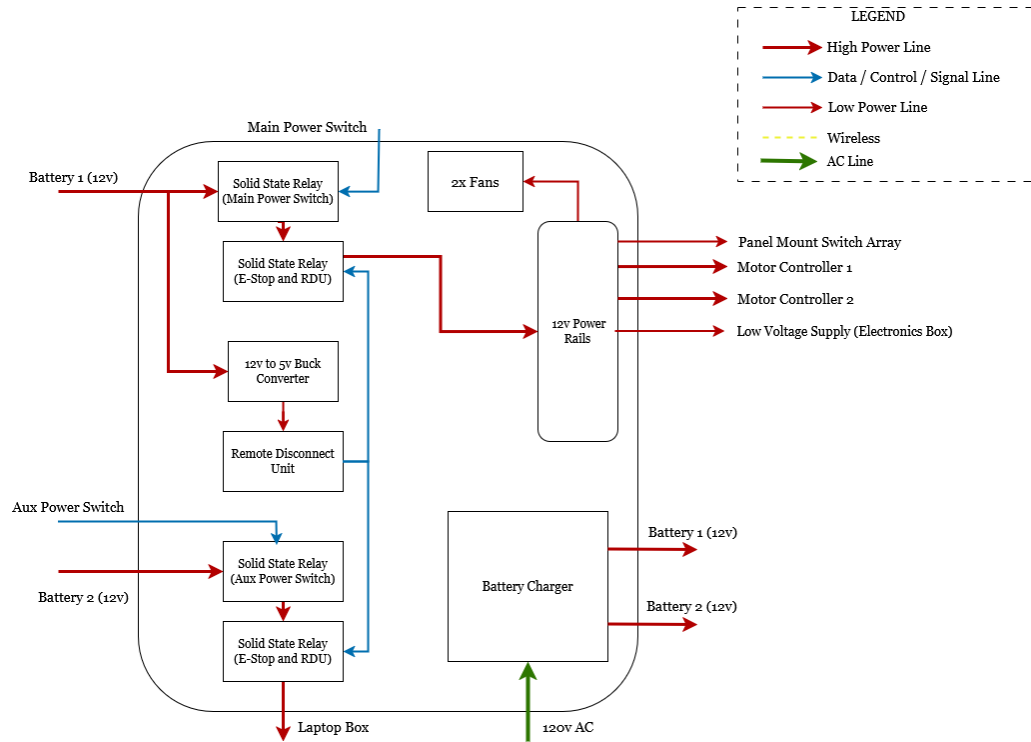 LEGEND
High Power Line
Data / Control / Signal Line
Low Power Line
Wireless
AC Line
Main Power Switch
Battery 1 (12v)
Solid State Relay
(Main Power Switch)
2x Fans
Solid State Relay
(E-Stop and RDU)
Panel Mount Switch Array
Motor Controller 1
Motor Controller 2
12v Power
Rails
Low Voltage Supply (Electronics Box)
12v to 5v Buck
Converter
Remote Disconnect
Unit
Aux Power Switch
Solid State Relay
(Aux Power Switch)
Battery 2 (12v)
Solid State Relay
(E-Stop and RDU)
Laptop Box
Battery Charger
Battery 1 (12v)
Battery 2 (12v)
120v AC